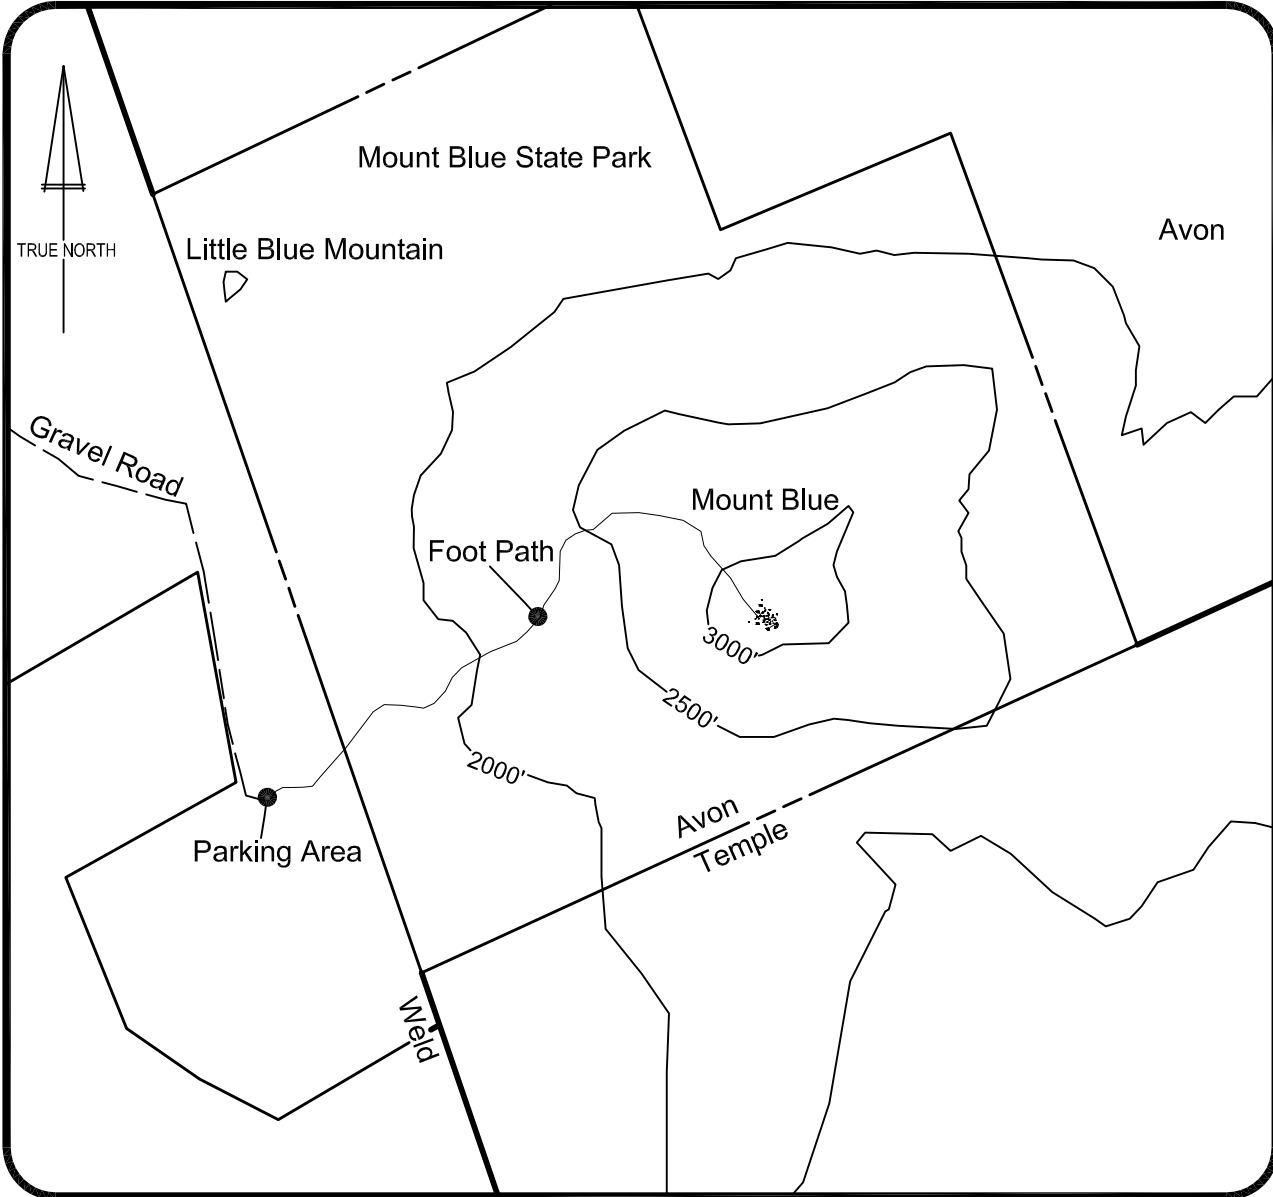 Mount Blue State Park
Avon
TRUE NORTH
Little Blue Mountain
Gravel Road
Mount Blue
Foot Path
3000'
2500'
2000'
Avon
Temple
Parking Area
Weld